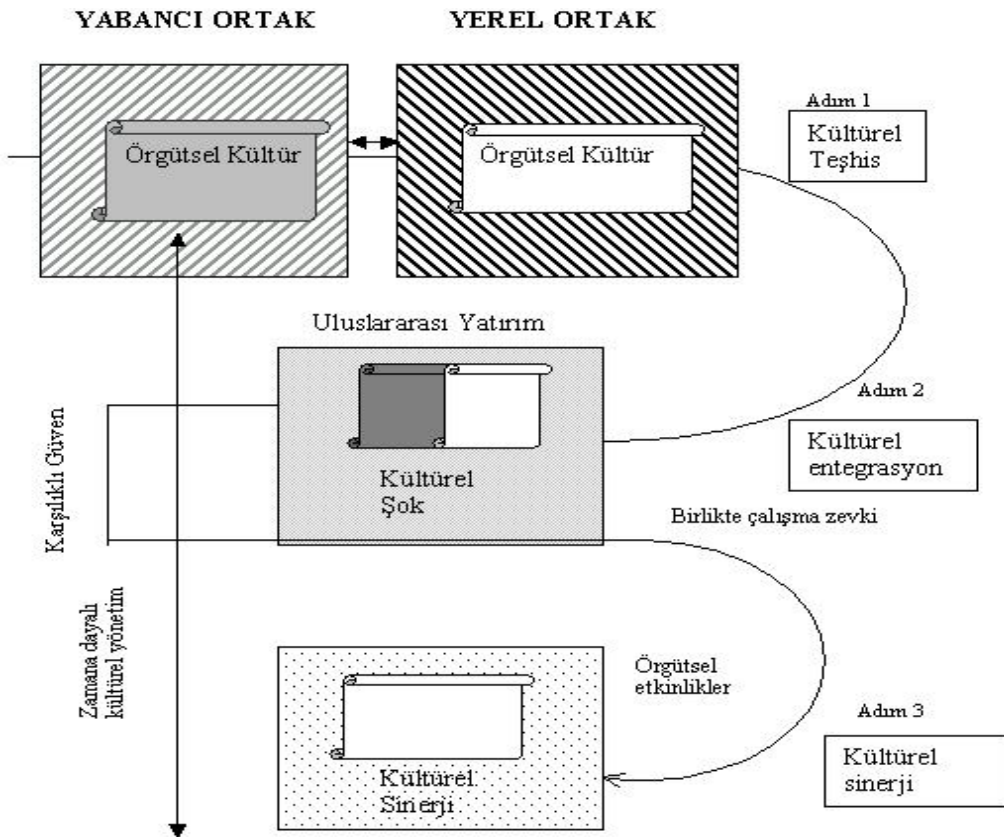 YABANCI ORTAK
YEREL ORTAK
Örgütsel Kültür
Örgütsel Kültür
Adım 1
Kültürel
Teşhis
Uluslararası Yatırım
Kültürel
Şok
Adım 2
Kültürel
entegrasyon
Karşılıklı Güven
Birlikte çalışma zevki
Zamana dayalı
kültürel yönetim
Örgütsel
etkinlikler
Adım 3
Kültürel
sinerji
Kültürel
Sinerji